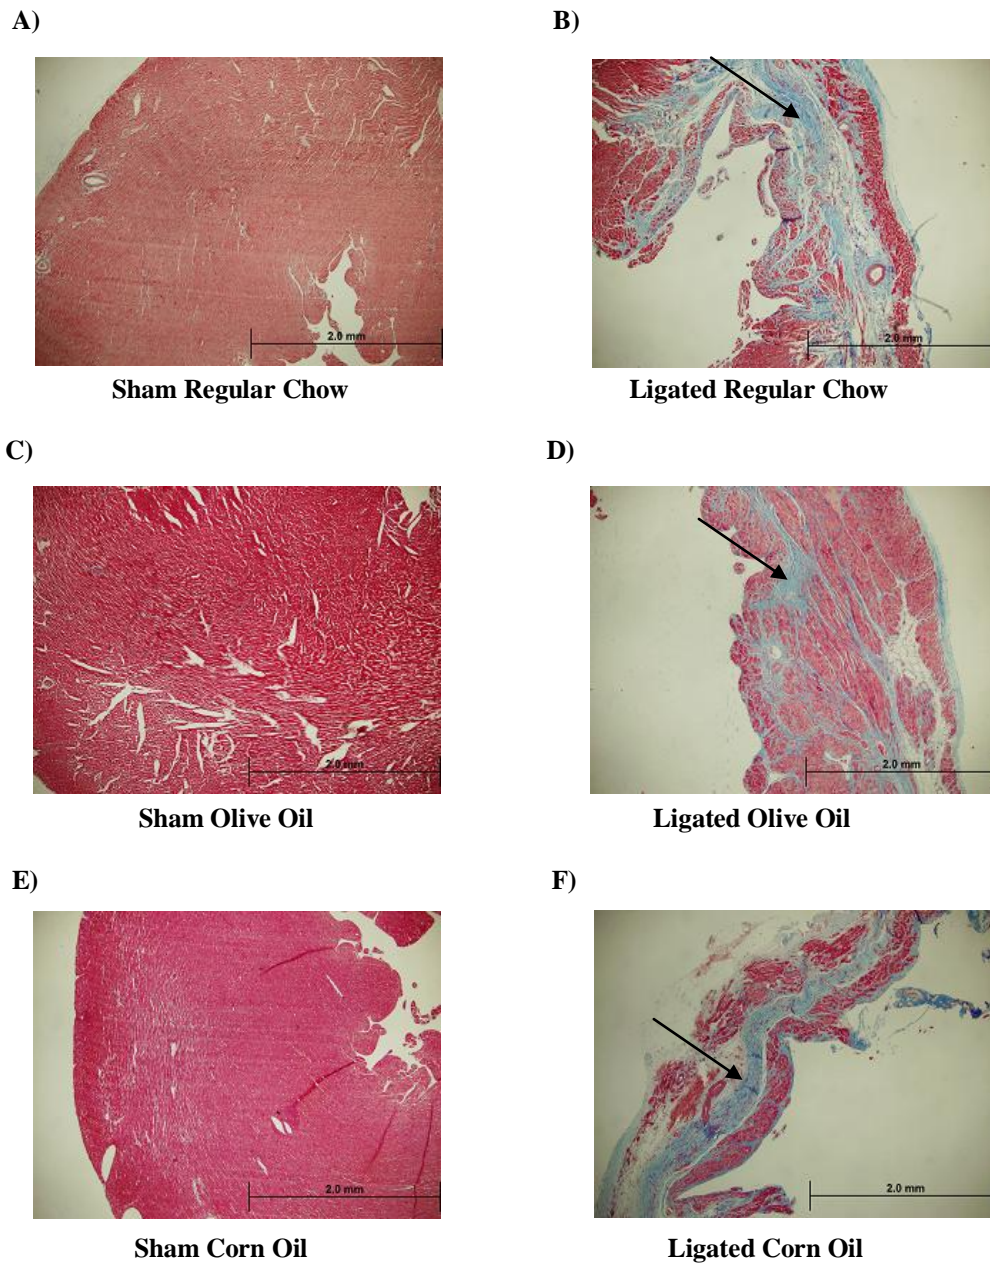 A)
B)
2.0 mm
2.0 mm
Sham Regular Chow
Ligated Regular Chow
C)
D)
2.0 mm
2.0 mm
Sham Olive Oil
Ligated Olive Oil
E)
F)
2.0 mm
2.0 mm
Sham Corn Oil
Ligated Corn Oil